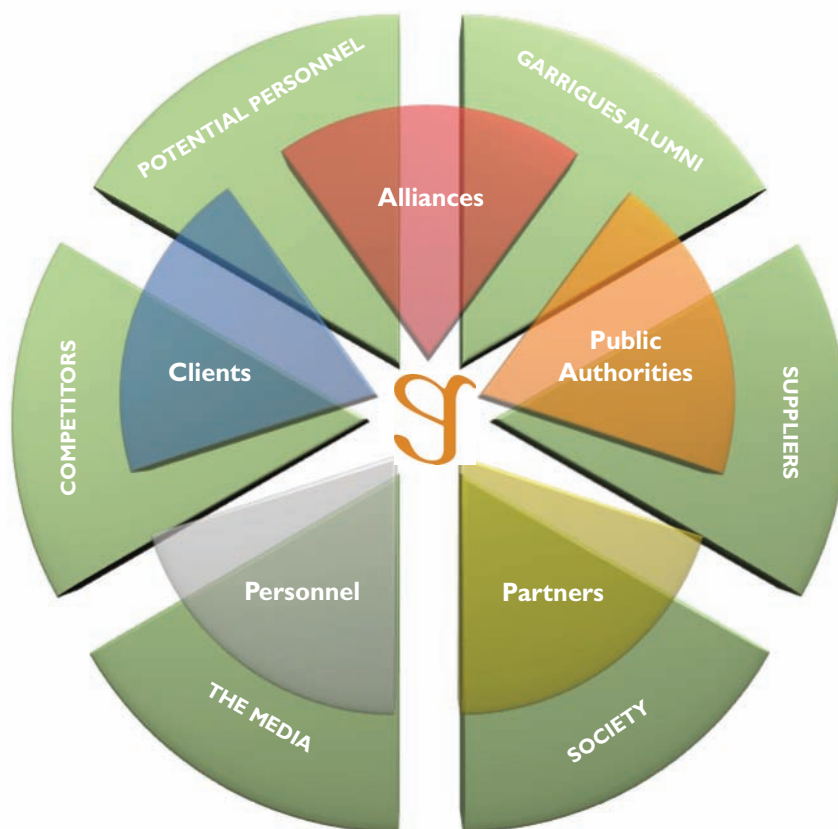 POTENTIAL PERSONNEL
GARRIGUES ALUMNI
Alliances
Clients
Public
Authorities
COMPETITORS
SUPPLIERS
g
Personnel
Partners
THE MEDIA
SOCIETY